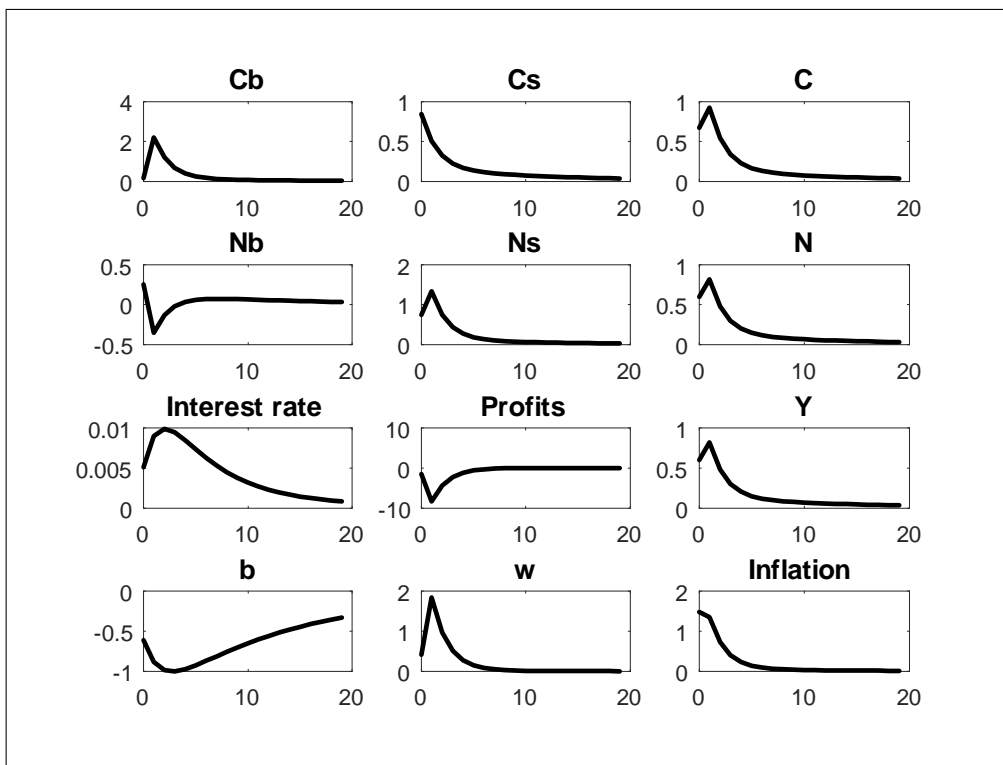 Cb Cs C
4 1 1
2 0.5 0.5
0 0 0
0 10 20 0 10 20 0 10 20
Nb Ns N
0.5 2 1
0 1 0.5
-0.5 0 0
0 10 20 0 10 20 0 10 20
Interest rate Profits Y
0.01 10 1
0.005 0 0.5
0 -10 0
0 10 20 0 10 20 0 10 20
b w Inflation
0 2 2
-0.5 1 1
-1 0 0
0 10 20 0 10 20 0 10 20